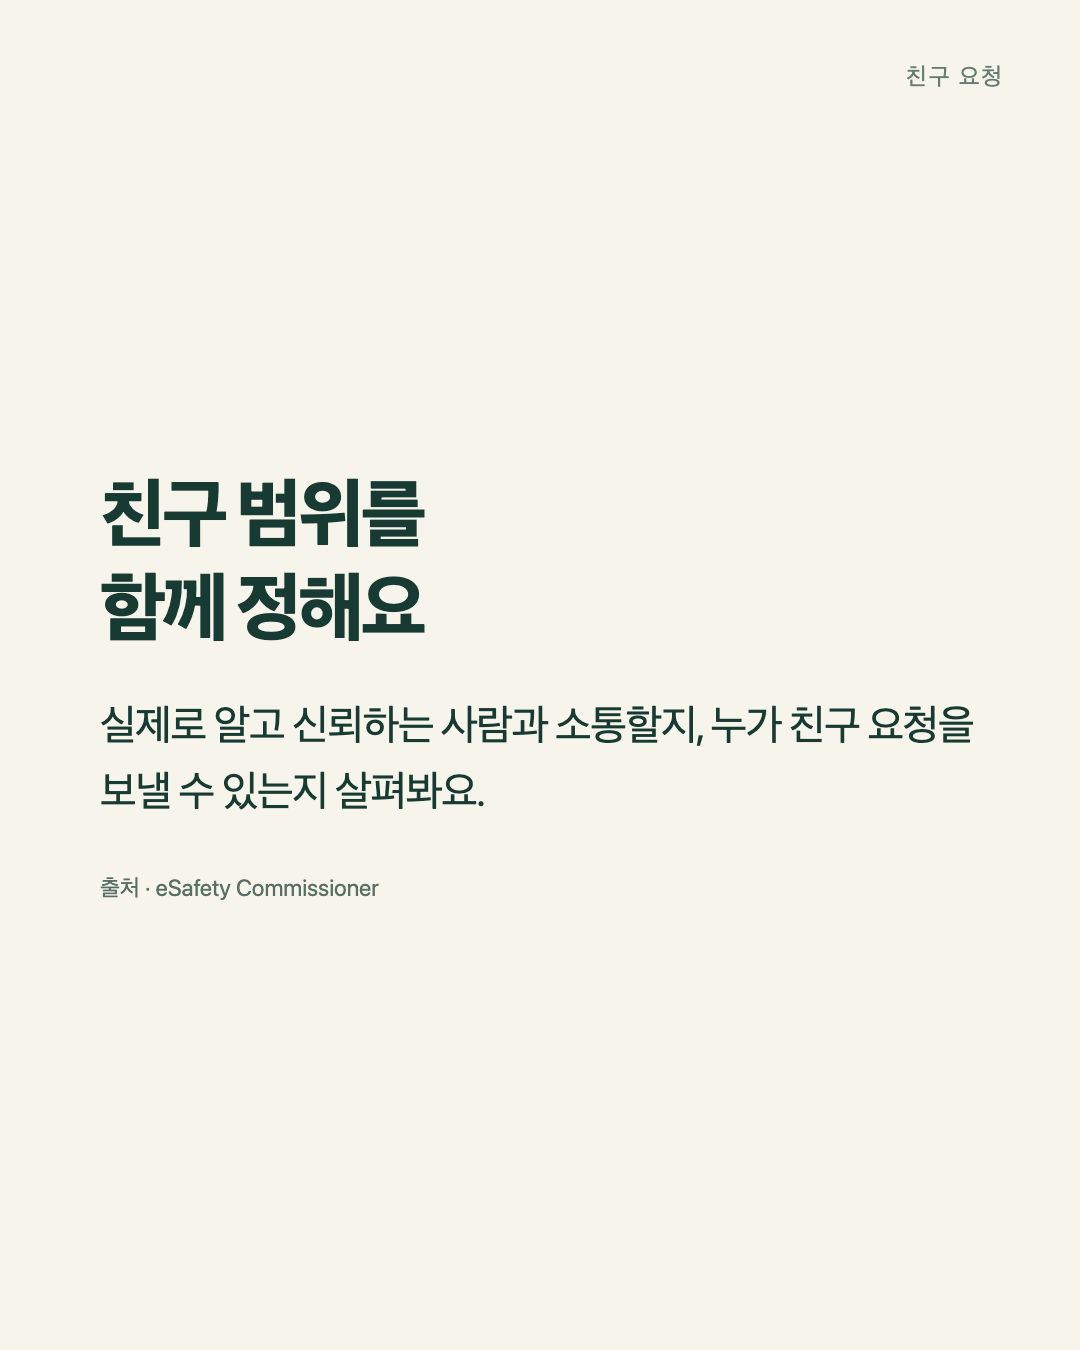 친구 요청
친구 범위를
함께 정해요
실제로 알고 신뢰하는 사람과 소통할지, 누가 친구 요청을
보낼 수 있는지 살펴봐요.
출처 · eSafety Commissioner